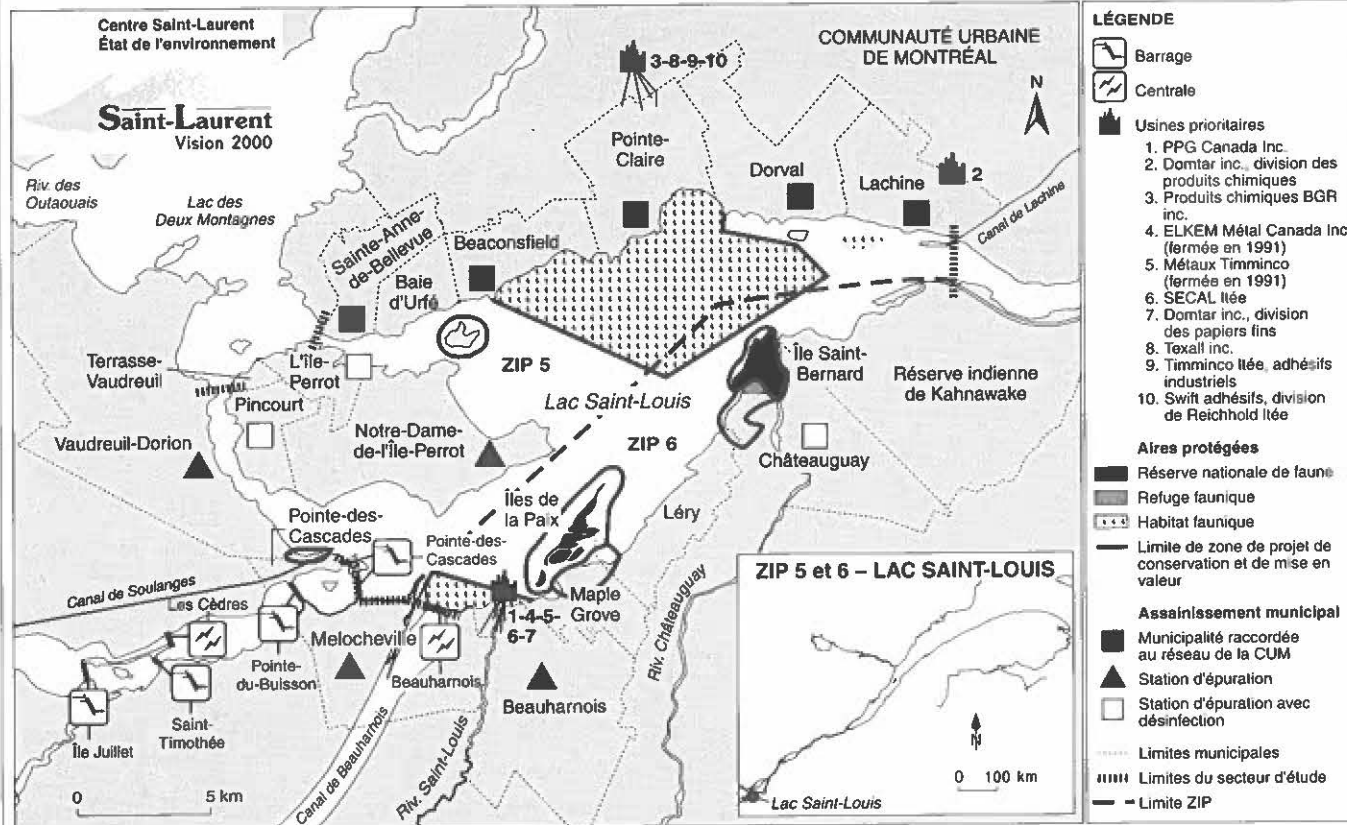 Centre Saint-Laurent
État de l'environnement
Saint-Laurent
Vision 2000
COMMUNAUTÉ URBAINE
DE MONTRÉAL
N
3-8-9-10
Pointe-
Claire
Dorval
Lachine
2
Canal de Lachine
Riv. des
Outaouais
Lac des
Deux Montagnes
Sainte-Anne-
de-Bellevue
Baie
d'Urfé
Beaconsfield
Terrasse-
Vaudreuil
L'Île-
Perrot
ZIP 5
Île Saint-
Bernard
Réserve indienne
de Kahnawake
Pincourt
Lac Saint-Louis
Vaudreuil-Dorion
Notre-Dame-
de-l'Île-Perrot
ZIP 6
Châteauguay
Îles de
la Paix
Léry
Pointe-des-
Cascades
Pointe-des-
Cascades
Canal de Soulanges
Les Cèdres
Maple
Grove
1-4-5-
6-7
Riv. Châteauguay
Melocheville
Pointe-
du-Buisson
Beauharnois
Beauharnois
Saint-
Timothée
Île Juillet
Canal de Beauharnois
Riv. Saint-Louis
0 5 km
ZIP 5 et 6 – LAC SAINT-LOUIS
N
0 100 km
Lac Saint-Louis
LÉGENDE
Barrage
Centrale
Usines prioritaires
1. PPG Canada Inc.
2. Domtar inc., division des
produits chimiques
3. Produits chimiques BGR
inc.
4. ELKEM Métal Canada Inc
(fermée en 1991)
5. Métaux Timminco
(fermée en 1991)
6. SECAL ltée
7. Domtar inc., division
des papiers fins
8. Texall inc.
9. Timminco ltée, adhésifs
industriels
10. Swift adhésifs, division
de Reichhold ltée
Aires protégées
Réserve nationale de faune
Refuge faunique
Habitat faunique
Limite de zone de projet de
conservation et de mise en
valeur
Assainissement municipal
Municipalité raccordée
au réseau de la CUM
Station d'épuration
Station d'épuration avec
désinfection
Limites municipales
Limites du secteur d'étude
Limite ZIP